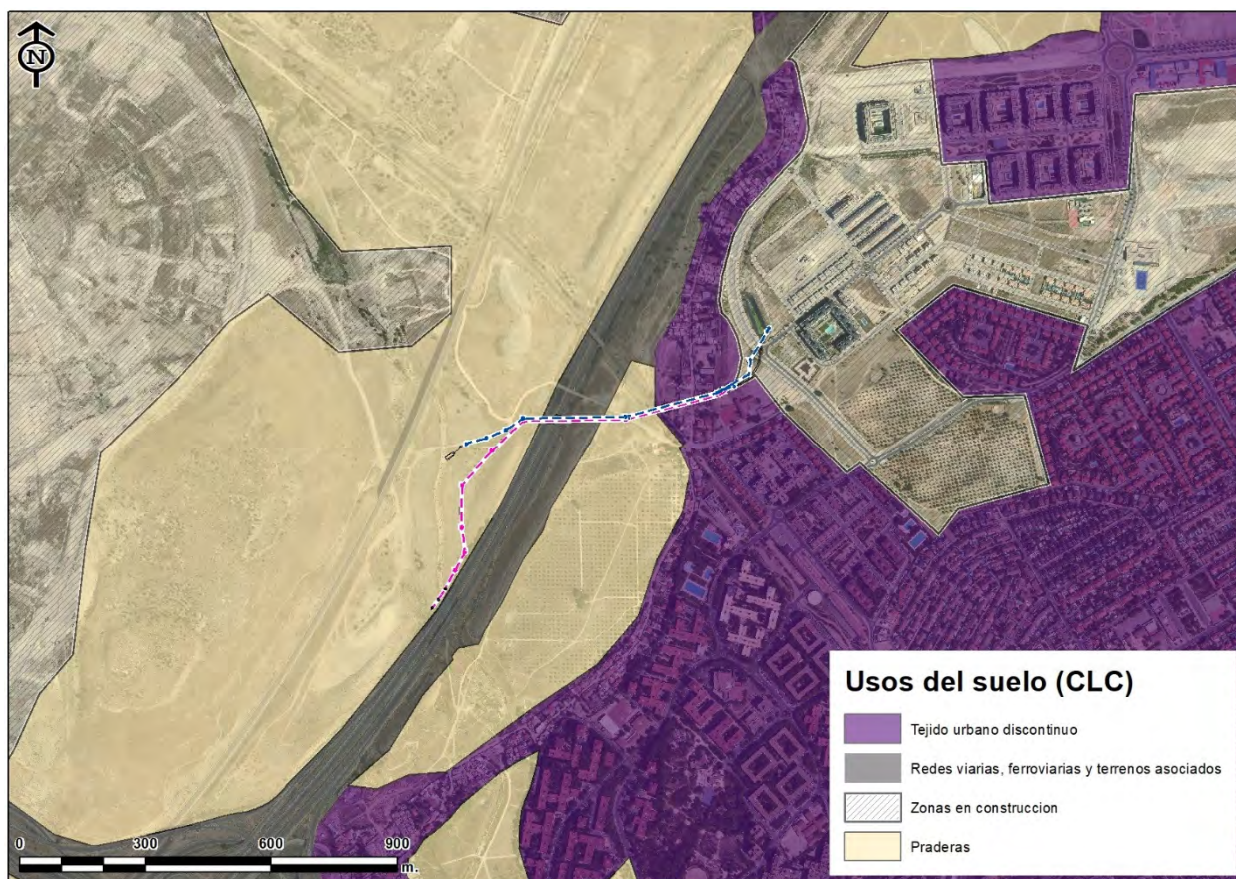 N
Usos del suelo (CLC)
Tejido urbano discontinuo
Redes viarias, ferroviarias y terrenos asociados
Zonas en construccion
Praderas
0 300 600 900
m.